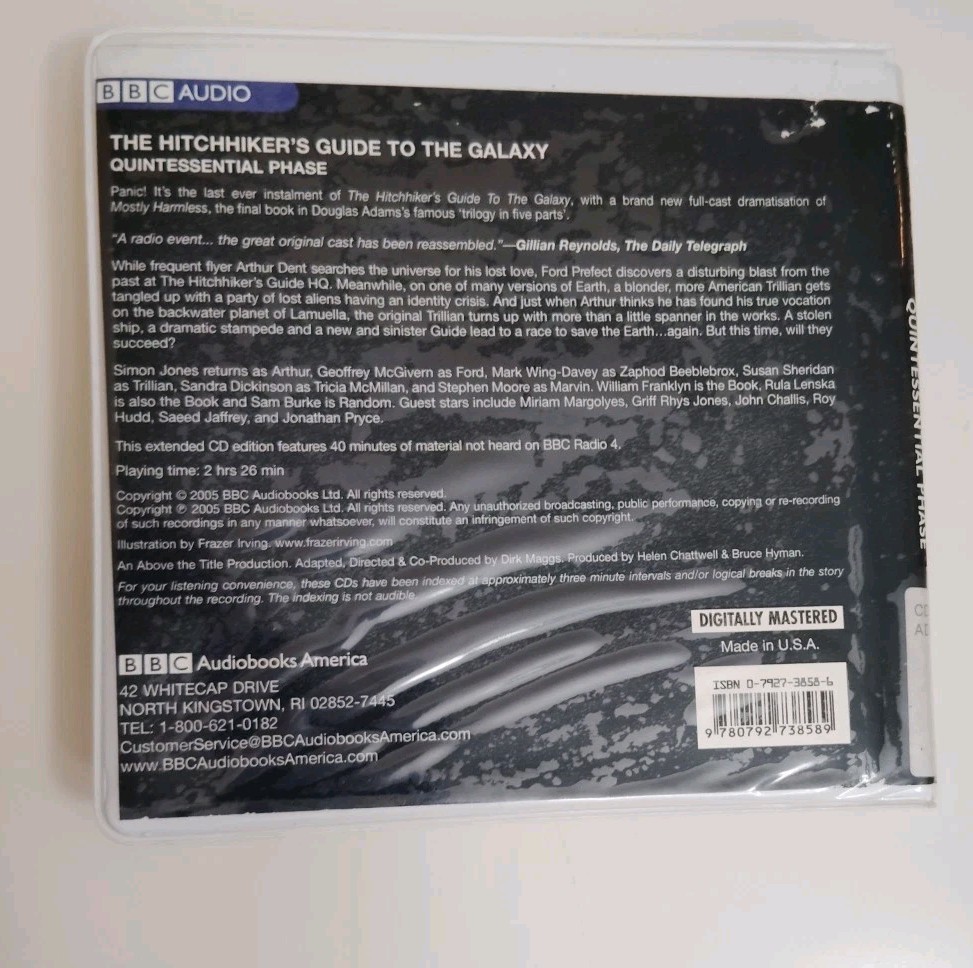 BBC AUDIO
THE HITCHHIKER'S GUIDE TO THE GALAXY
QUINTESSENTIAL PHASE
Panic! It's the last ever instalment of The Hitchhiker's Guide To The Galaxy, with a brand new full-cast dramatisation of
Mostly Harmless, the final book in Douglas Adams's famous 'trilogy in five parts'.
"A radio event... the great original cast has been reassembled."—Gillian Reynolds, The Daily Telegraph
While frequent flyer Arthur Dent searches the universe for his lost love, Ford Prefect discovers a disturbing blast from the
past at The Hitchhiker's Guide HQ. Meanwhile, on one of many versions of Earth, a blonder, more American Trillian gets
tangled up with a party of lost aliens having an identity crisis. And just when Arthur thinks he has found his true vocation
on the backwater planet of Lamuella, the original Trillian turns up with more than a little spanner in the works. A stolen
ship, a dramatic stampede and a new and sinister Guide lead to a race to save the Earth...again. But this time, will they
succeed?
Simon Jones returns as Arthur, Geoffrey McGivern as Ford, Mark Wing-Davey as Zaphod Beeblebrox, Susan Sheridan
as Trillian, Sandra Dickinson as Tricia McMillan, and Stephen Moore as Marvin. William Franklyn is the Book, Rula Lenska
is also the Book and Sam Burke is Random. Guest stars include Miriam Margolyes, Griff Rhys Jones, John Challis, Roy
Hudd, Saeed Jaffrey, and Jonathan Pryce.
This extended CD edition features 40 minutes of material not heard on BBC Radio 4.
Playing time: 2 hrs 26 min
Copyright © 2005 BBC Audiobooks Ltd. All rights reserved.
Copyright ℗ 2005 BBC Audiobooks Ltd. All rights reserved. Any unauthorized broadcasting, public performance, copying or re-recording
of such recordings in any manner whatsoever, will constitute an infringement of such copyright.
Illustration by Frazer Irving. www.frazerirving.com
An Above the Title Production. Adapted, Directed & Co-Produced by Dirk Maggs. Produced by Helen Chattwell & Bruce Hyman.
For your listening convenience, these CDs have been indexed at approximately three minute intervals and/or logical breaks in the story
throughout the recording. The indexing is not audible.
DIGITALLY MASTERED
Made in U.S.A.
BBC Audiobooks America
42 WHITECAP DRIVE
NORTH KINGSTOWN, RI 02852-7445
TEL: 1-800-621-0182
CustomerService@BBCAudiobooksAmerica.com
www.BBCAudiobooksAmerica.com
ISBN 0-7927-3858-6
9 780792 738589
QUINTESSENTIAL PHASE